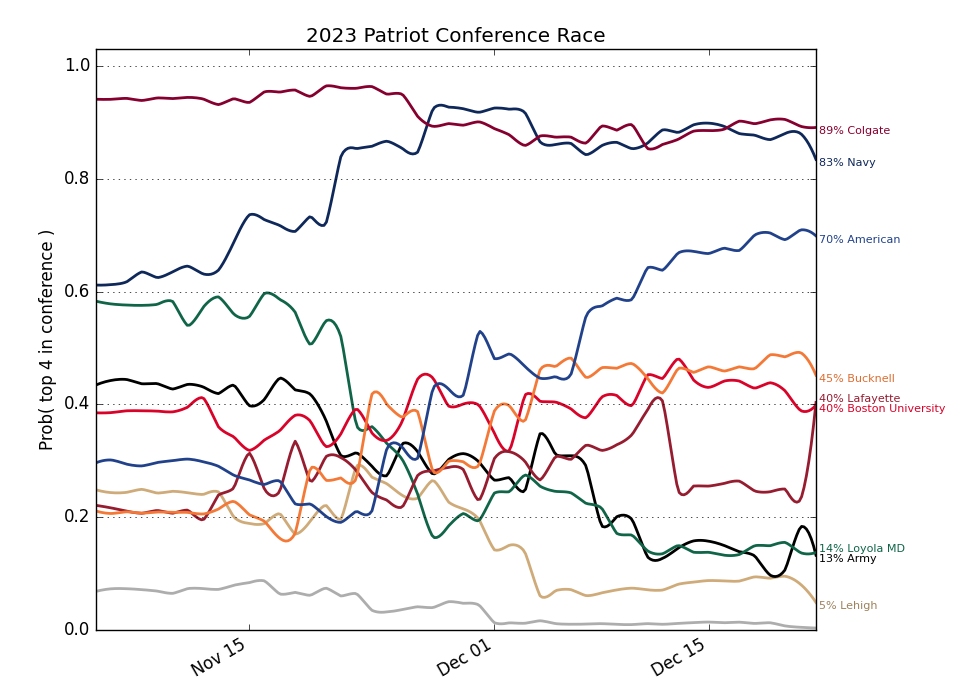 2023 Patriot Conference Race
Prob( top 4 in conference )
1.0
0.8
0.6
0.4
0.2
0.0
Nov 15
Dec 01
Dec 15
89% Colgate
83% Navy
70% American
45% Bucknell
40% Lafayette
40% Boston University
14% Loyola MD
13% Army
5% Lehigh